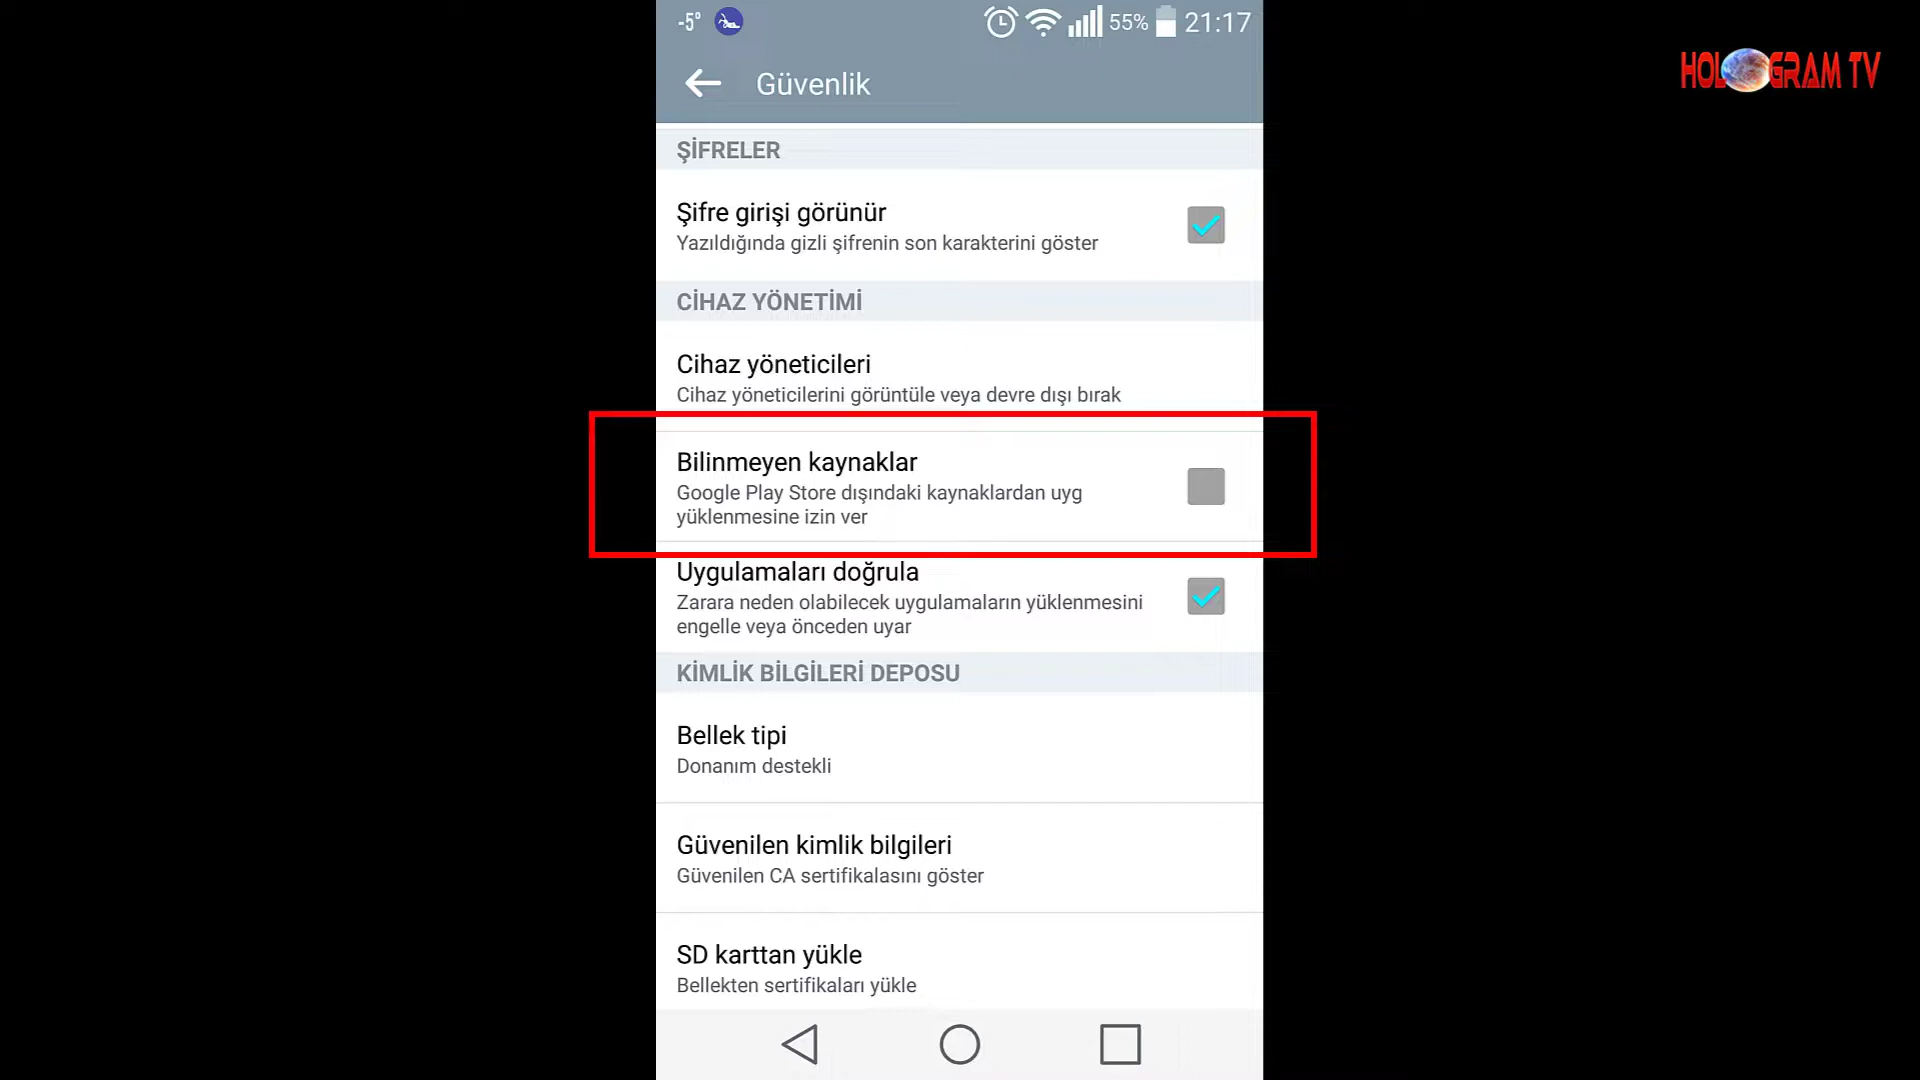 -5°
55%
21:17
HOLOGRAM TV
Güvenlik
ŞİFRELER
Şifre girişi görünür
Yazıldığında gizli şifrenin son karakterini göster
CİHAZ YÖNETİMİ
Cihaz yöneticileri
Cihaz yöneticilerini görüntüle veya devre dışı bırak
Bilinmeyen kaynaklar
Google Play Store dışındaki kaynaklardan uyg
yüklenmesine izin ver
Uygulamaları doğrula
Zarara neden olabilecek uygulamaların yüklenmesini
engelle veya önceden uyar
KİMLİK BİLGİLERİ DEPOSU
Bellek tipi
Donanım destekli
Güvenilen kimlik bilgileri
Güvenilen CA sertifikalasını göster
SD karttan yükle
Bellekten sertifikaları yükle